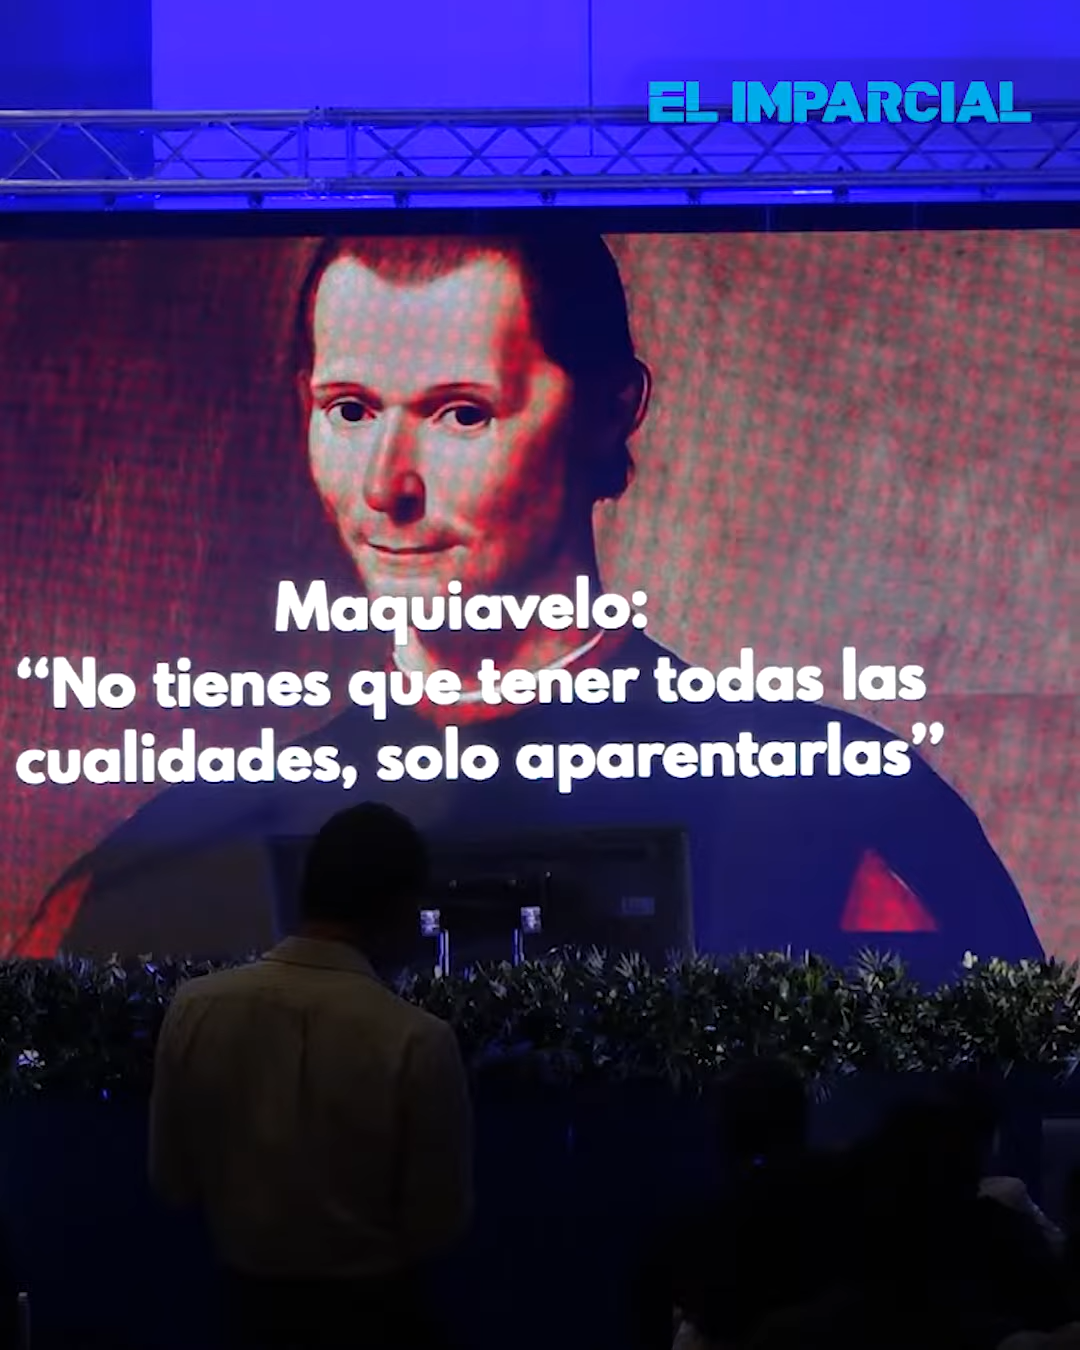 EL IMPARCIAL
Maquiavelo:
“No tienes que tener todas las
cualidades, solo aparentarlas”